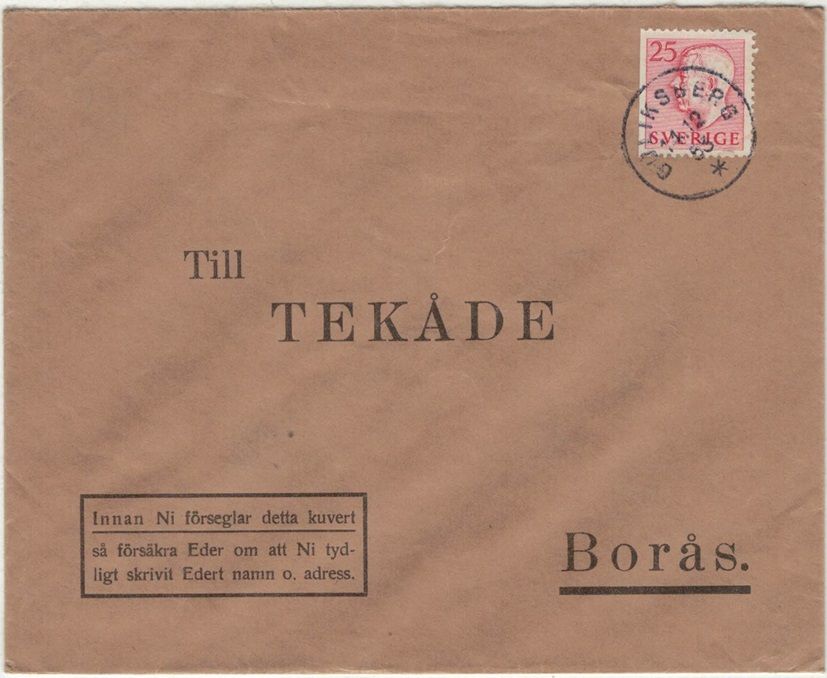 25
SVERIGE
Till
TEKÅDE
Innan Ni förseglar detta kuvert
så försäkra Eder om att Ni tyd-
ligt skrivit Edert namn o. adress.
Borås.